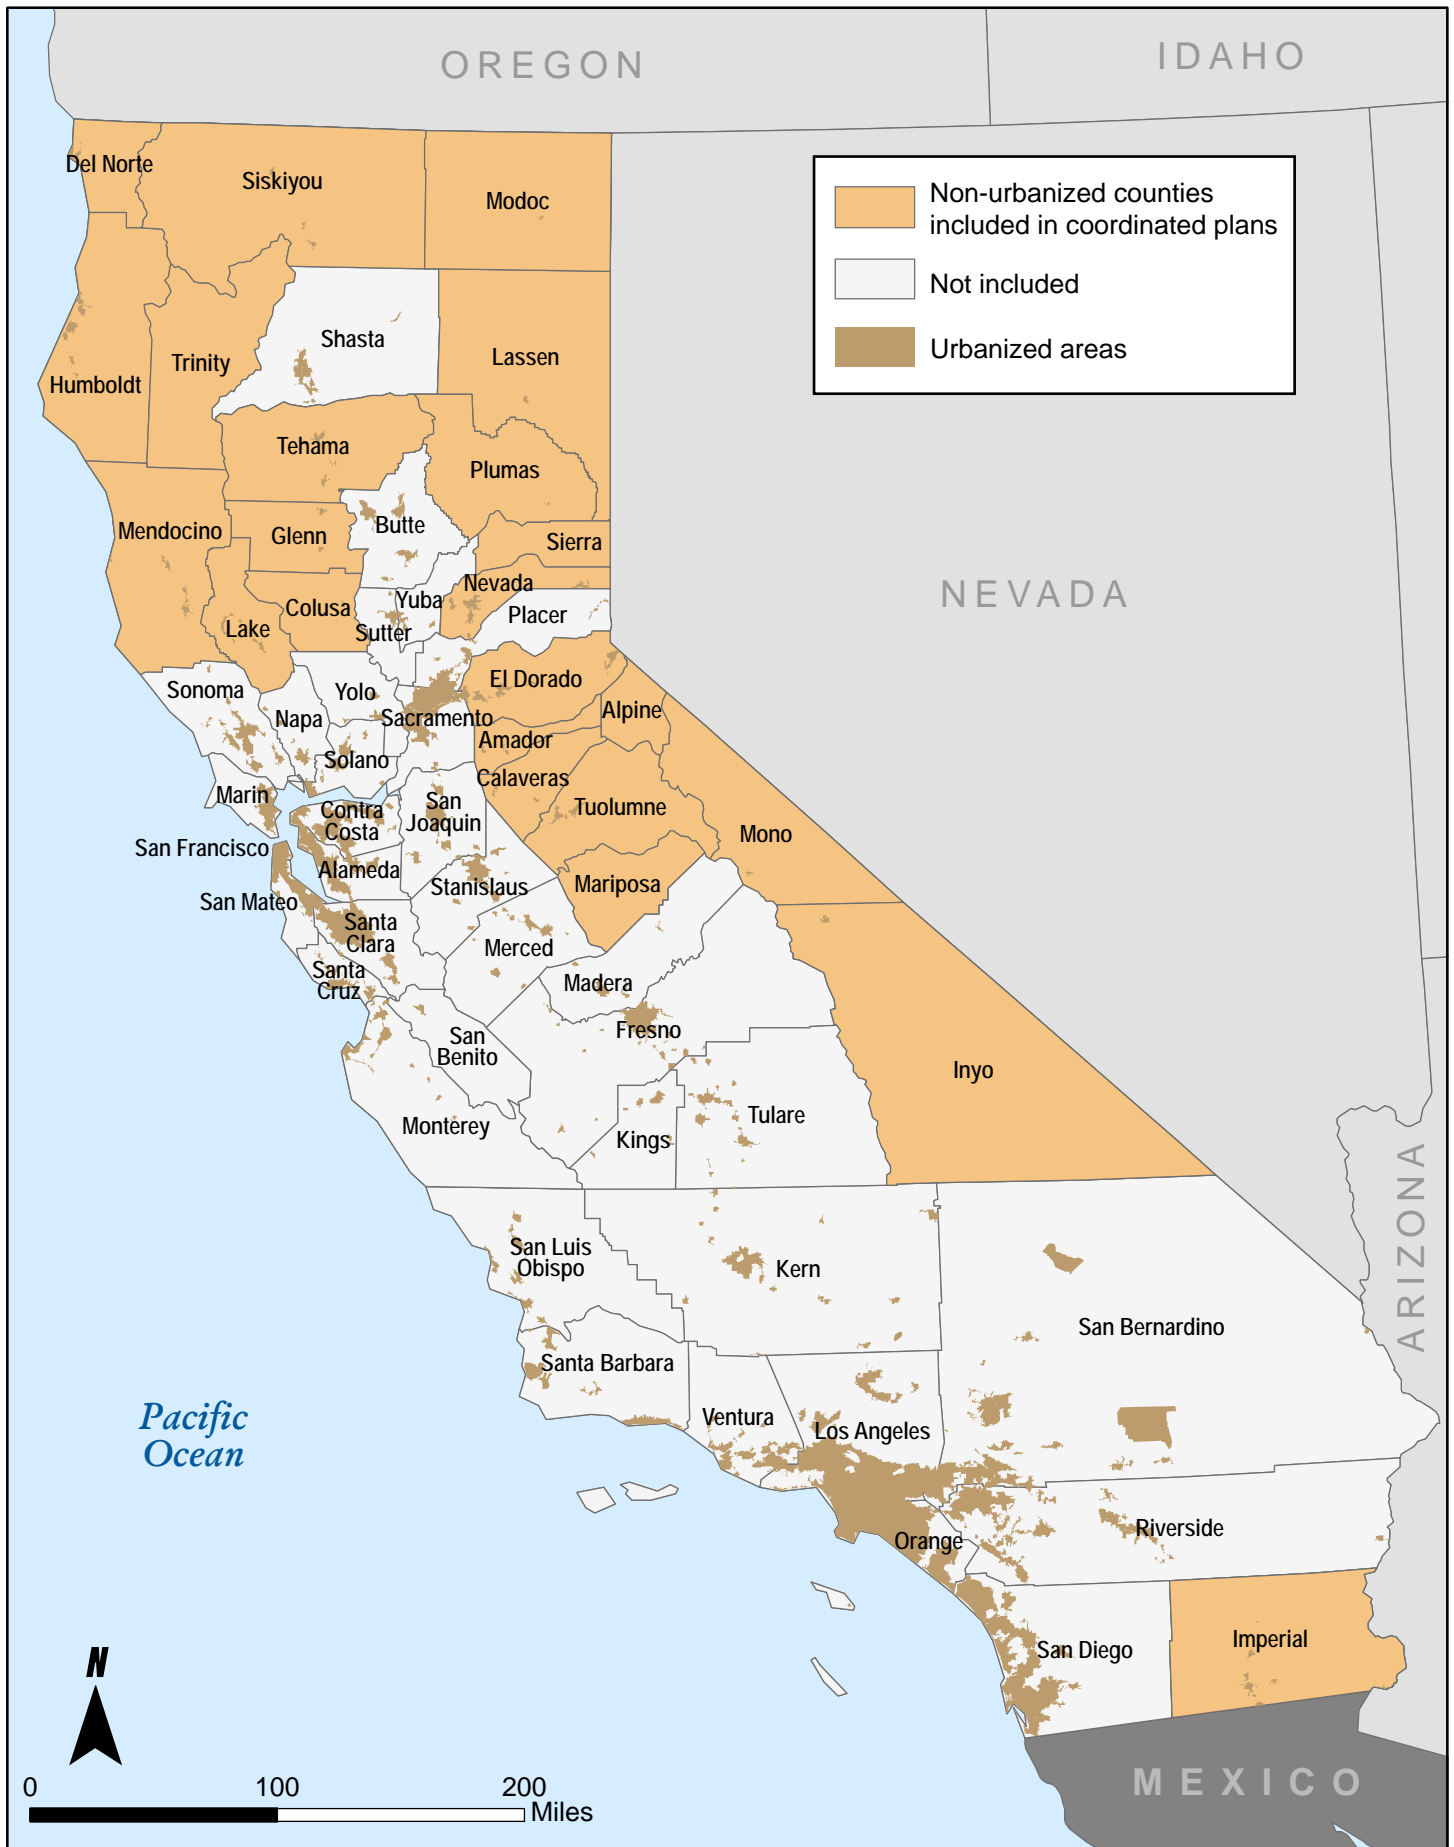 OREGON
IDAHO
Non-urbanized counties
included in coordinated plans
Not included
Urbanized areas
Del Norte
Siskiyou
Modoc
Shasta
Lassen
Trinity
Humboldt
Tehama
Plumas
Mendocino
Glenn
Butte
Sierra
Nevada
NEVADA
Colusa
Yuba
Placer
Lake
Sutter
Sonoma
Yolo
El Dorado
Napa
Sacramento
Alpine
Amador
Solano
Calaveras
Marin
Contra
Costa
San
Joaquin
Tuolumne
Mono
San Francisco
Alameda
Stanislaus
Mariposa
San Mateo
Santa
Clara
Merced
Santa
Cruz
Madera
Fresno
San
Benito
Inyo
Monterey
Kings
Tulare
ARIZONA
San Luis
Obispo
Kern
San Bernardino
Santa Barbara
Pacific
Ocean
Ventura
Los Angeles
Orange
Riverside
San Diego
Imperial
N
MEXICO
0
100
200
Miles